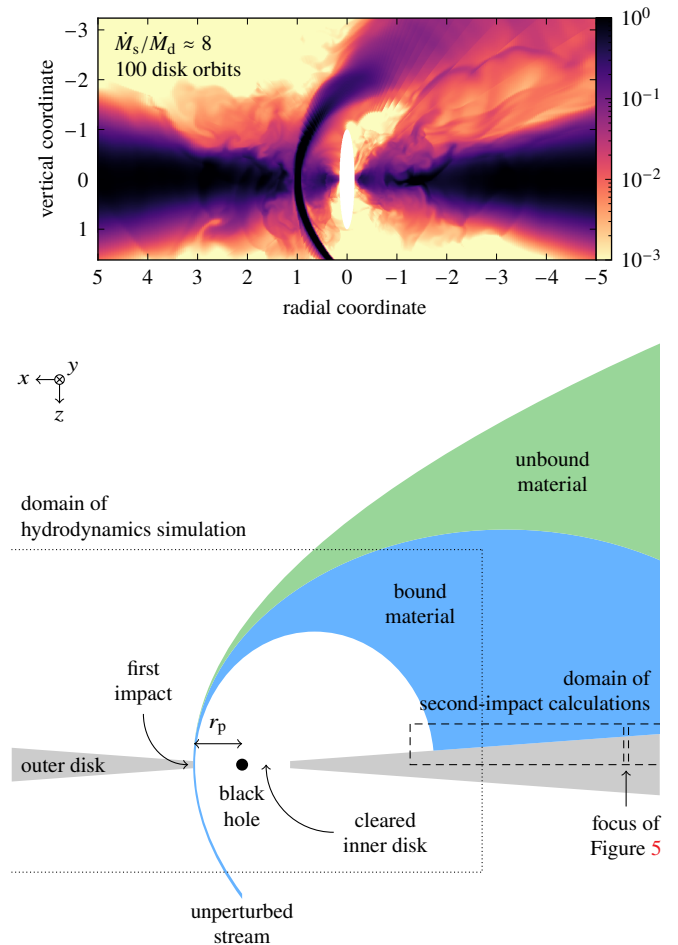 Ṁs/Ṁd ≈ 8
100 disk orbits
vertical coordinate
−3
−2
−1
0
1
5 4 3 2 1 0 −1 −2 −3 −4 −5
radial coordinate
10⁰
10⁻¹
10⁻²
10⁻³
x y
z
unbound
material
domain of
hydrodynamics simulation
bound
material
first
impact
domain of
second-impact calculations
rp
outer disk
black
hole
cleared
inner disk
focus of
Figure 5
unperturbed
stream